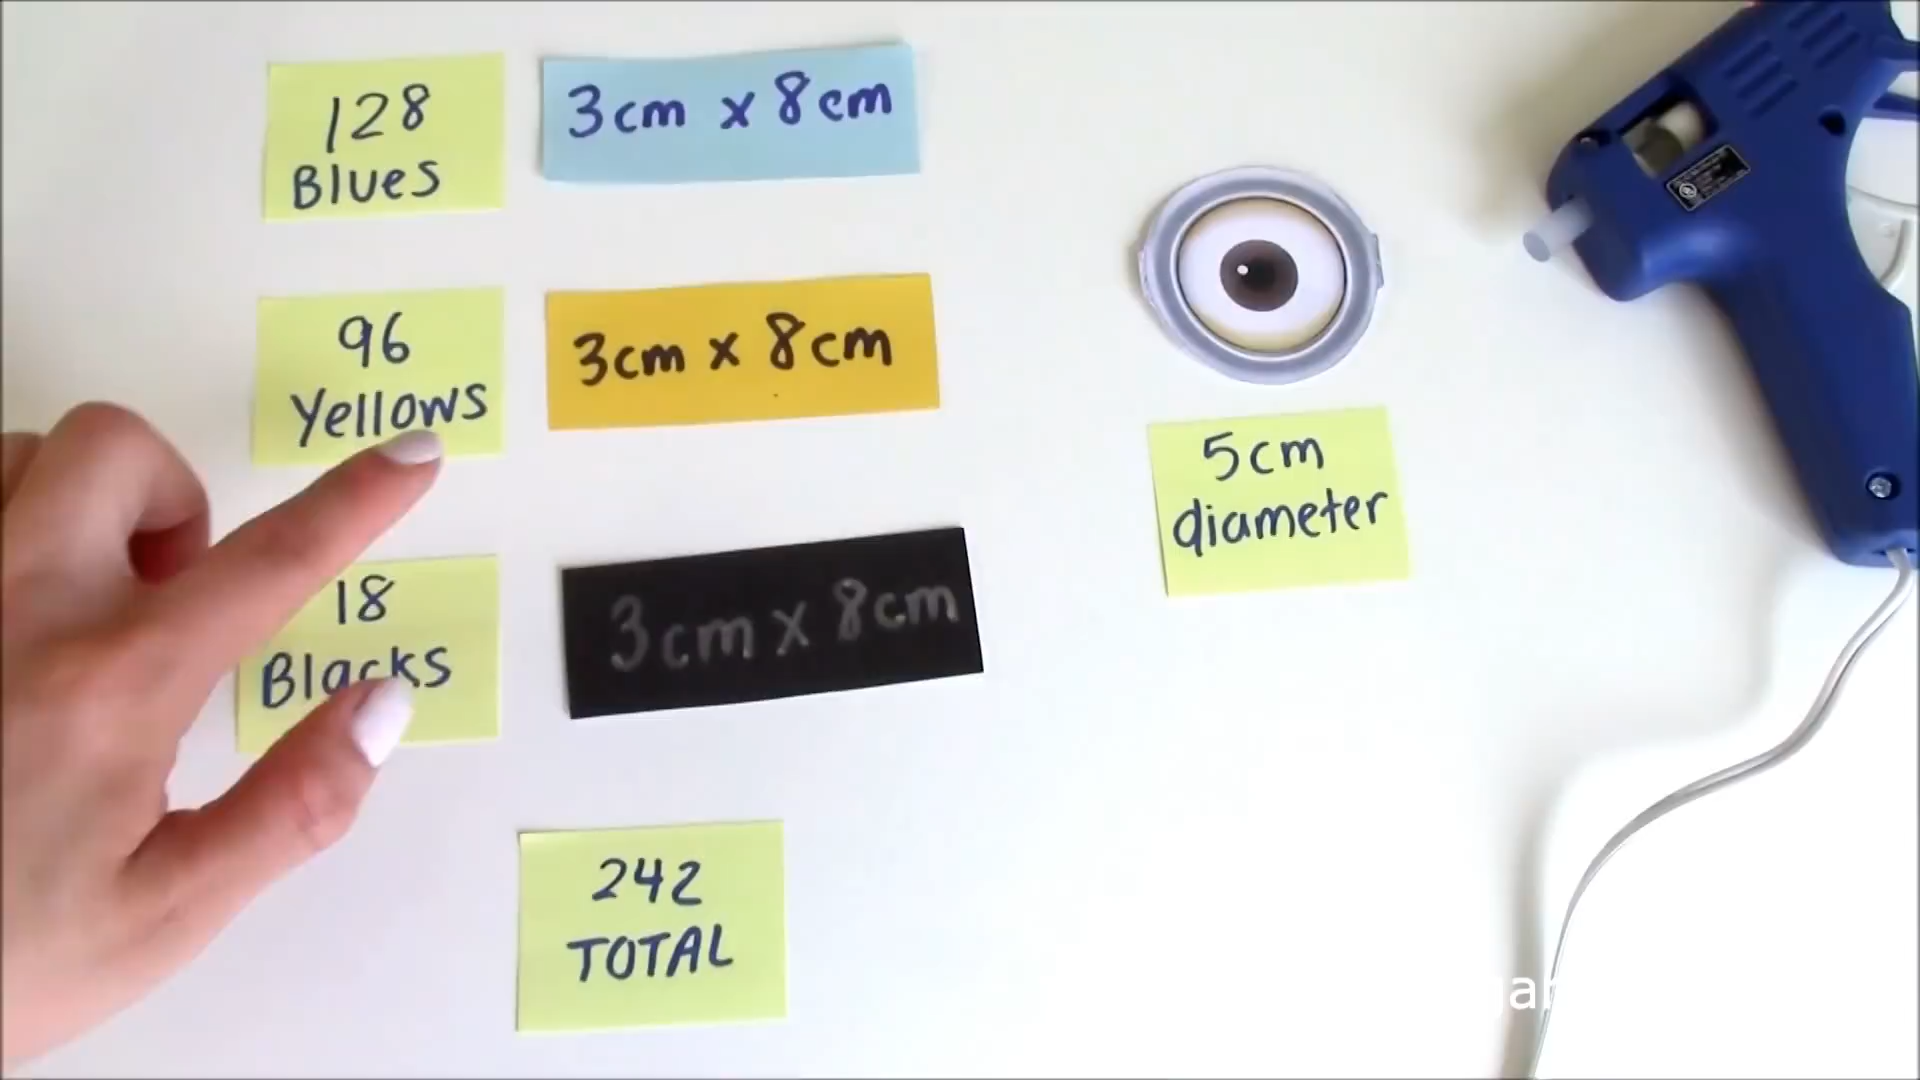 128
Blues
3cm x 8cm
96
Yellows
3cm x 8cm
18
Blacks
3cm x 8cm
5cm
diameter
242
TOTAL